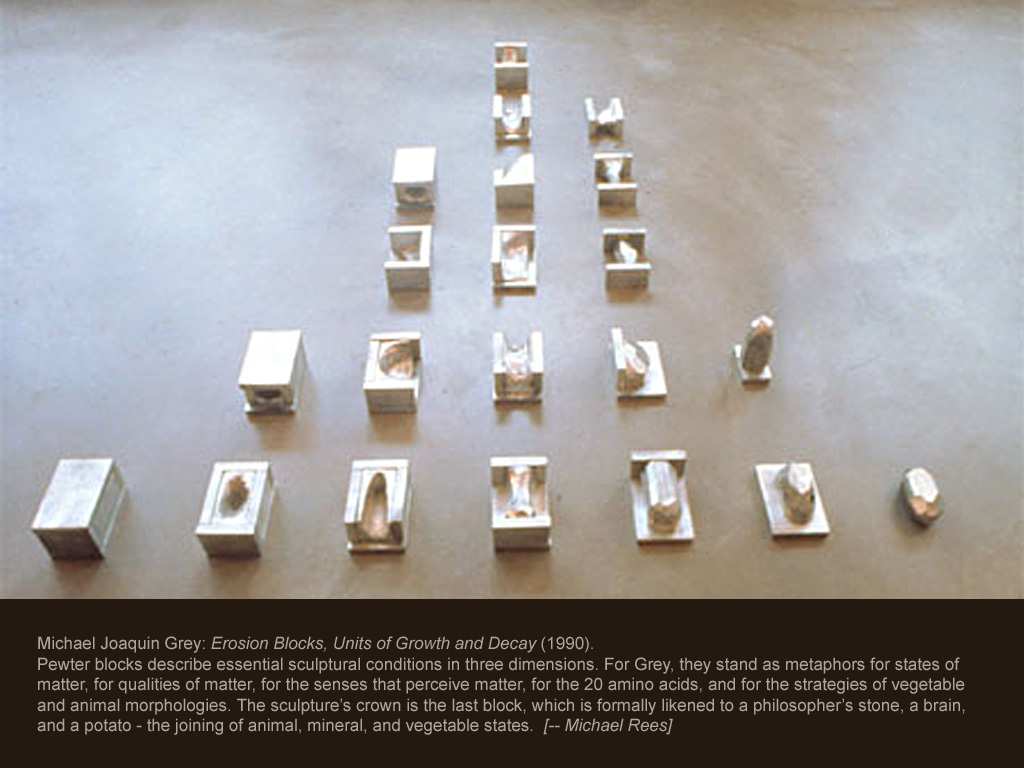 Michael Joaquin Grey: Erosion Blocks, Units of Growth and Decay (1990).
Pewter blocks describe essential sculptural conditions in three dimensions. For Grey, they stand as metaphors for states of
matter, for qualities of matter, for the senses that perceive matter, for the 20 amino acids, and for the strategies of vegetable
and animal morphologies. The sculpture's crown is the last block, which is formally likened to a philosopher's stone, a brain,
and a potato - the joining of animal, mineral, and vegetable states. [-- Michael Rees]